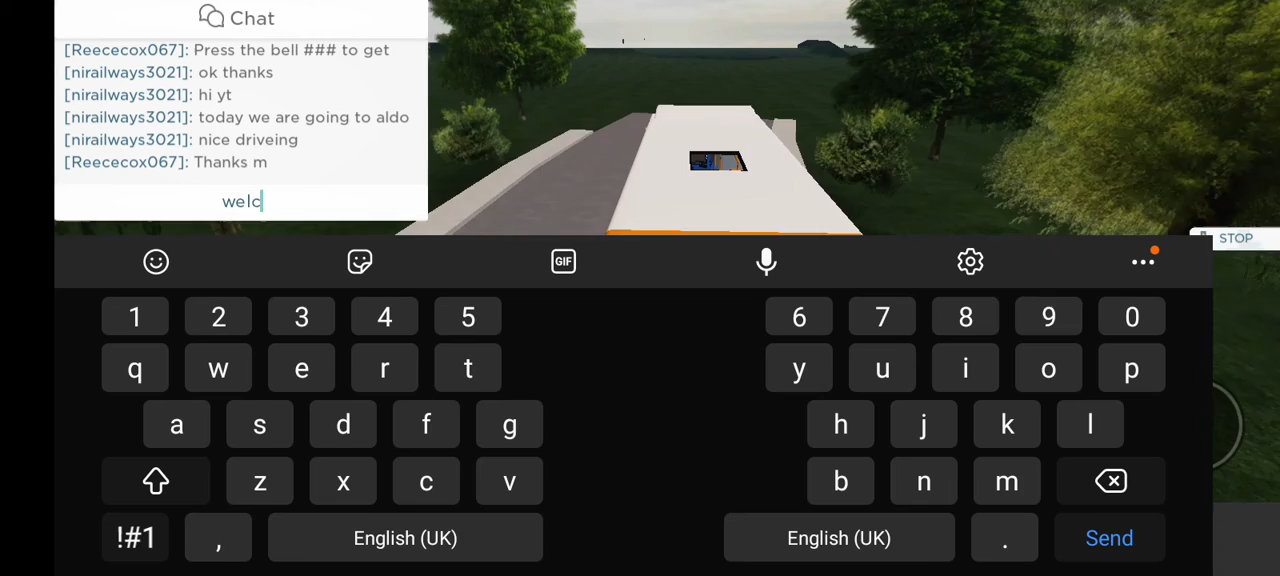 Chat
[Reececox067]: Press the bell ### to get
[nirailways3021]: ok thanks
[nirailways3021]: hi yt
[nirailways3021]: today we are going to aldo
[nirailways3021]: nice driveing
[Reececox067]: Thanks m
welc
STOP
GIF
1 2 3 4 5 6 7 8 9 0
q w e r t y u i o p
a s d f g h j k l
z x c v b n m
!#1 , English (UK) English (UK) . Send